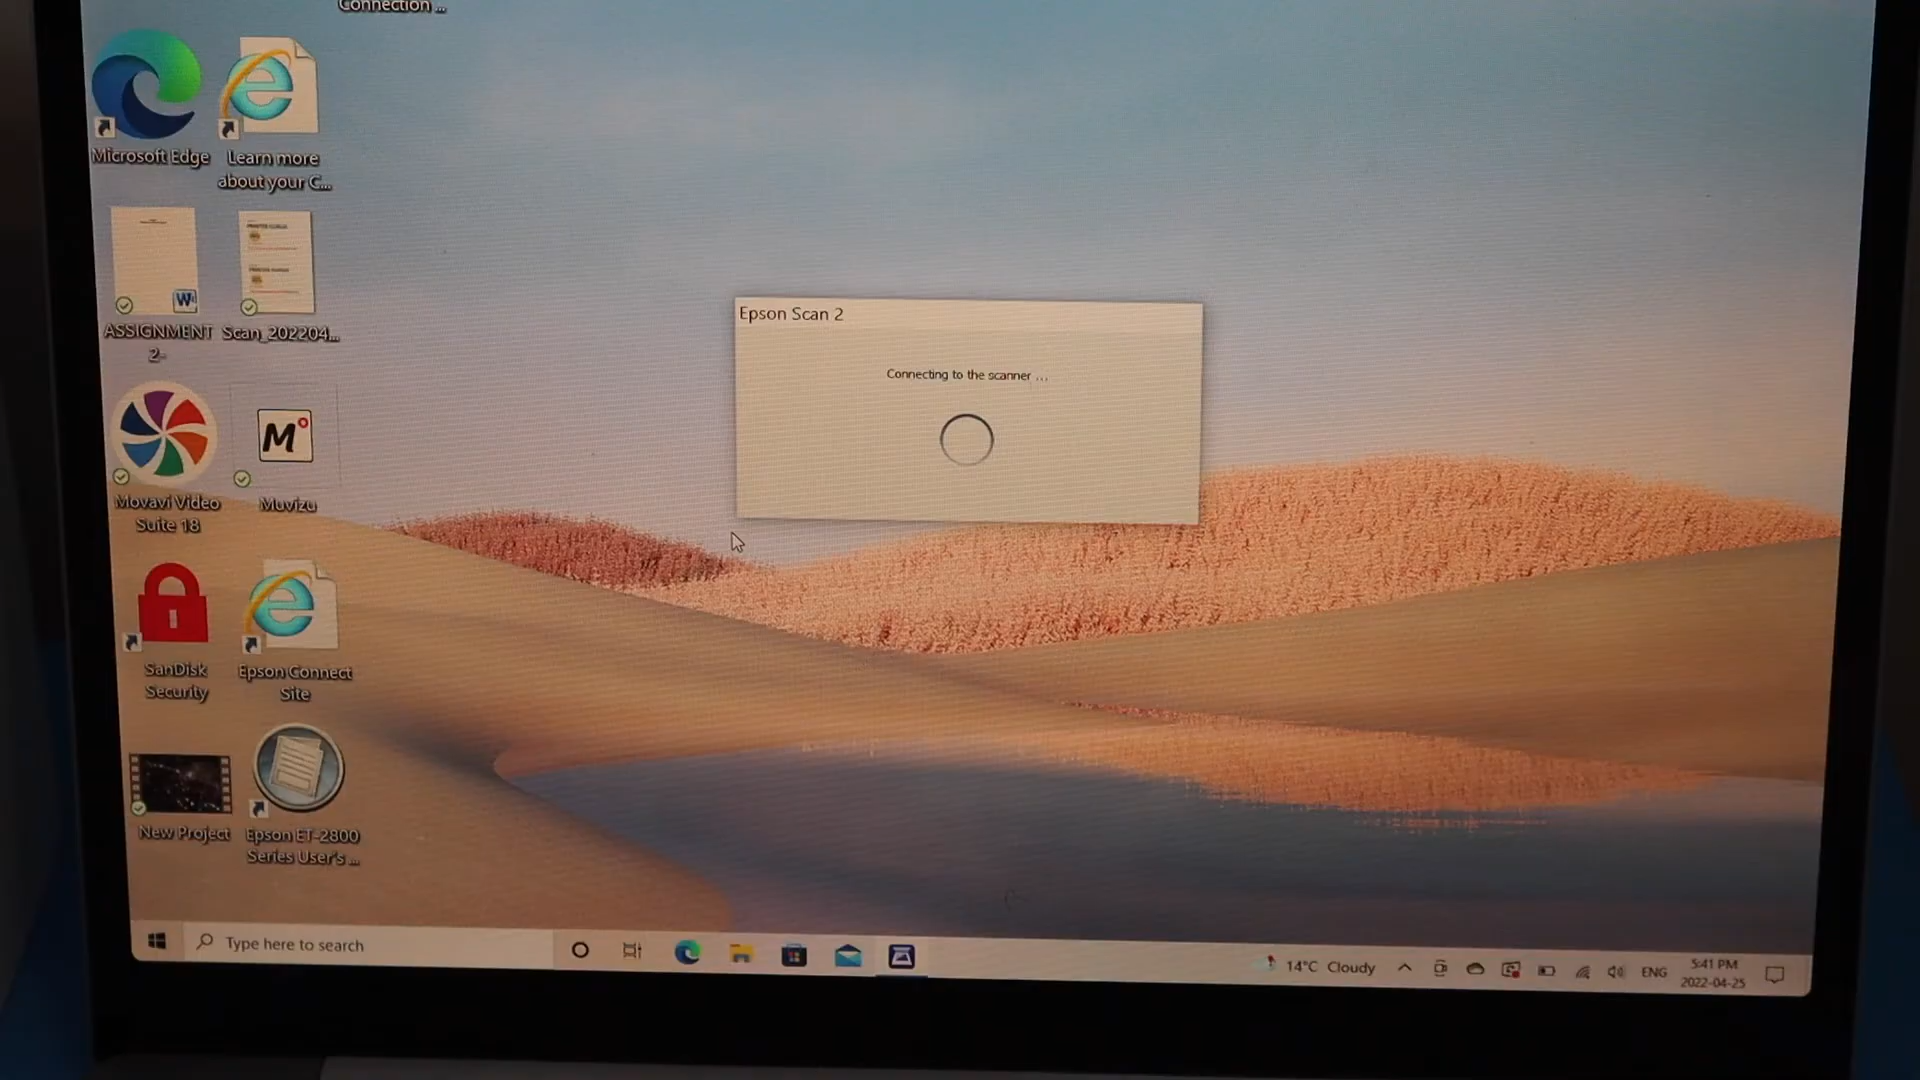 Connection ...
Microsoft Edge
Learn more
about your C...
ASSIGNMENT
2-
Scan_202204...
Movavi Video
Suite 18
Muvizu
SanDisk
Security
Epson Connect
Site
New Project
Epson ET-2800
Series User's ...
Epson Scan 2
Connecting to the scanner ...
Type here to search
14°C Cloudy
ENG
5:41 PM
2022-04-25